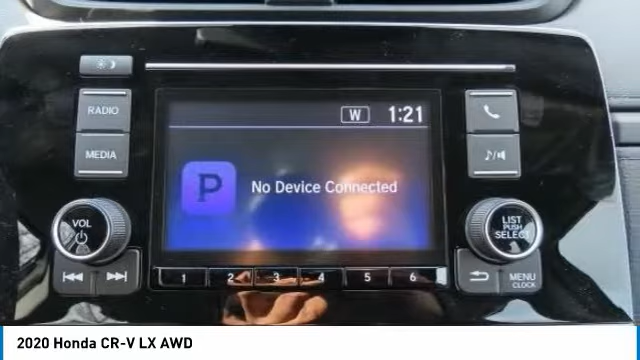 W 1:21
RADIO
MEDIA
P No Device Connected
VOL
LIST
PUSH
SELECT
1 2 3 4 5 6
MENU
CLOCK
2020 Honda CR-V LX AWD